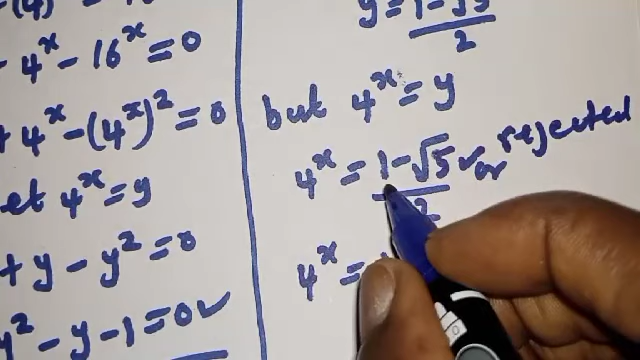 4^x - 16^x = 0
+ 4^x - (4^x)^2 = 0
et 4^x = y
+ y - y^2 = 0
y^2 - y - 1 = 0 ✓
y = 1 - √5 / 2
but 4^x = y
4^x = 1 - √5 / 2 or rejected
4^x =